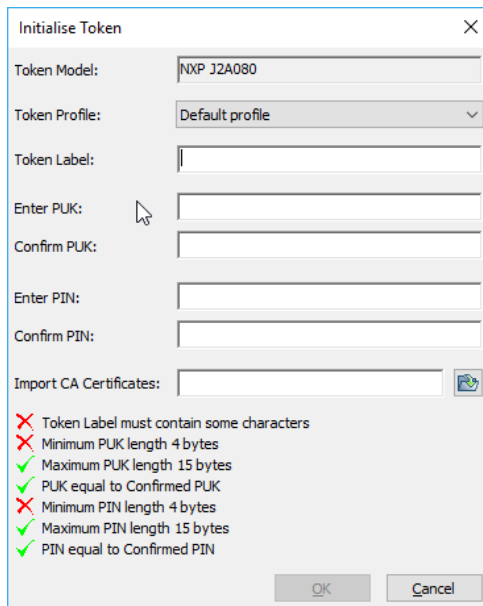 Initialise Token
Token Model: NXP J2A080
Token Profile: Default profile
Token Label:
Enter PUK:
Confirm PUK:
Enter PIN:
Confirm PIN:
Import CA Certificates:
Token Label must contain some characters
Minimum PUK length 4 bytes
Maximum PUK length 15 bytes
PUK equal to Confirmed PUK
Minimum PIN length 4 bytes
Maximum PIN length 15 bytes
PIN equal to Confirmed PIN
OK Cancel